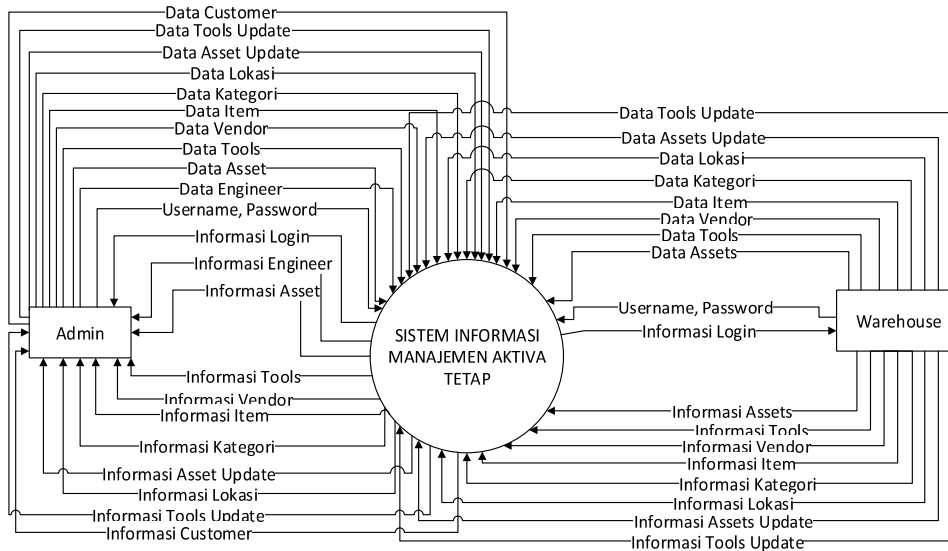 Data Customer
Data Tools Update
Data Asset Update
Data Lokasi
Data Kategori
Data Item
Data Vendor
Data Tools
Data Asset
Data Engineer
Username, Password
Informasi Login
Informasi Engineer
Informasi Asset
Admin
Informasi Tools
Informasi Vendor
Informasi Item
Informasi Kategori
Informasi Asset Update
Informasi Lokasi
Informasi Tools Update
Informasi Customer
SISTEM INFORMASI
MANAJEMEN AKTIVA
TETAP
Data Tools Update
Data Assets Update
Data Lokasi
Data Kategori
Data Item
Data Vendor
Data Tools
Data Assets
Username, Password
Informasi Login
Warehouse
Informasi Assets
Informasi Tools
Informasi Vendor
Informasi Item
Informasi Kategori
Informasi Lokasi
Informasi Assets Update
Informasi Tools Update